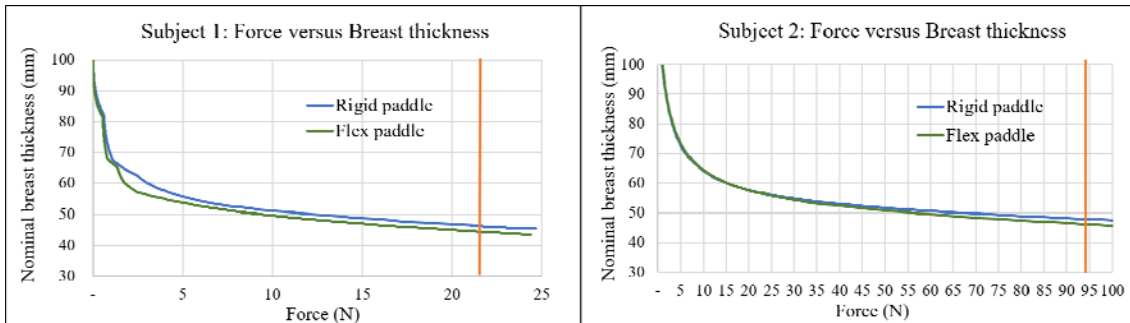 Subject 1: Force versus Breast thickness
Nominal breast thickness (mm)
100
90
80
70
60
50
40
30
Rigid paddle
Flex paddle
-
5
10
15
20
25
Force (N)
Subject 2: Force versus Breast thickness
Nominal breast thickness (mm)
100
90
80
70
60
50
40
30
Rigid paddle
Flex paddle
- 5 10 15 20 25 30 35 40 45 50 55 60 65 70 75 80 85 90 95 100
Force (N)